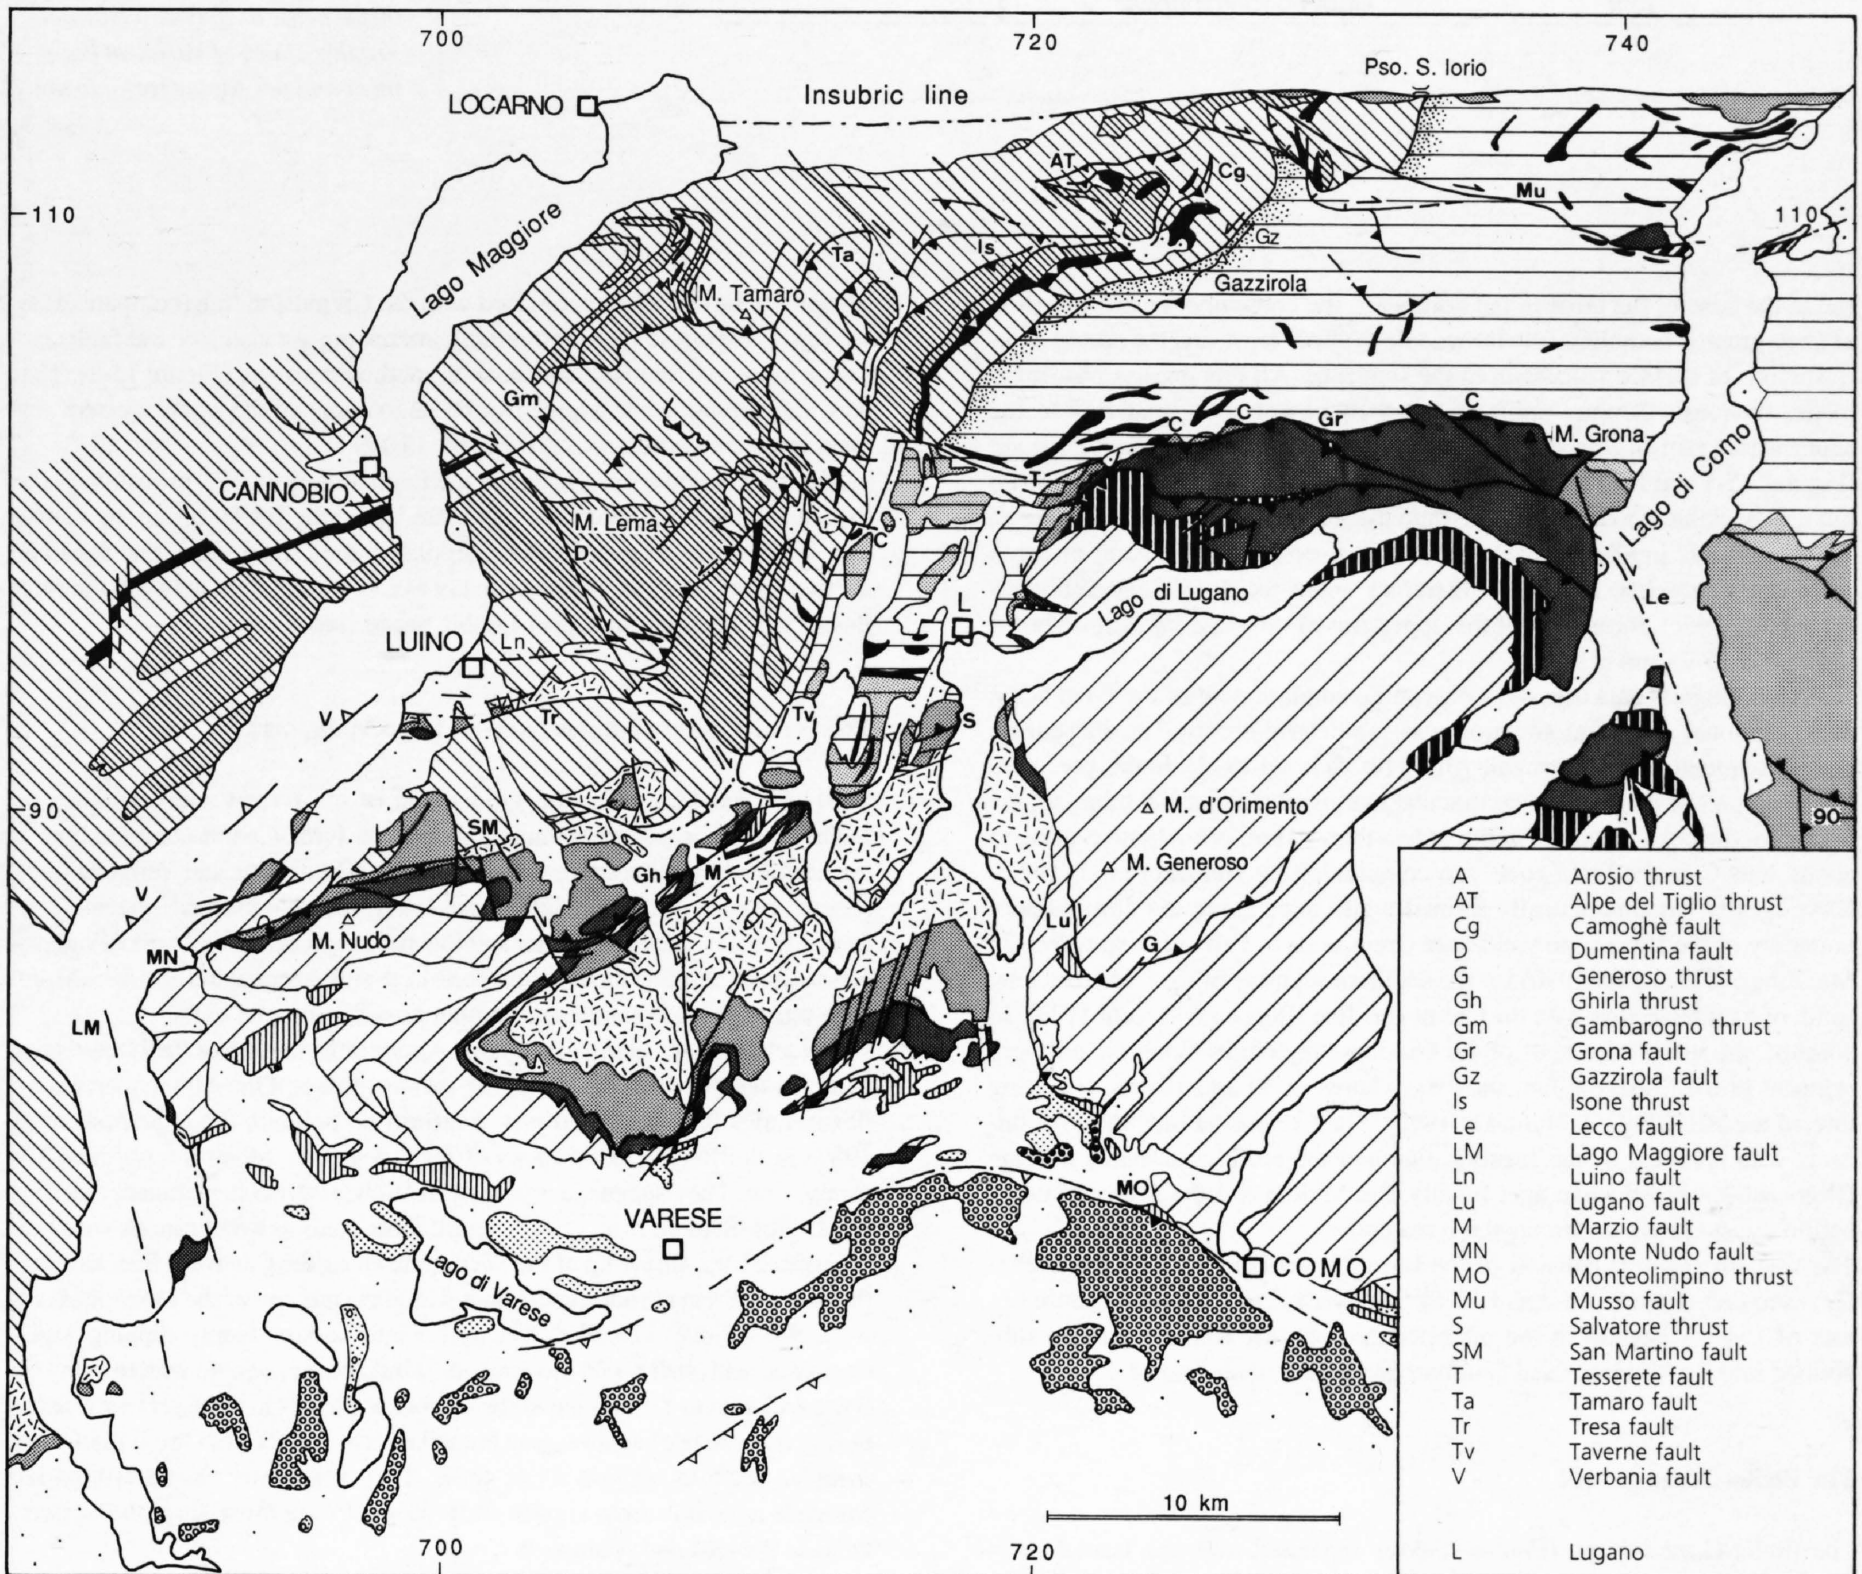 700
720
740
Pso. S. Iorio
LOCARNO
Insubric line
AT
Cg
Mu
110
110
Lago Maggiore
Ta
Is
Gz
M. Tamaro
Gazzirola
Gm
C
C
C
Gr
M. Grona
CANNOBIO
A
T
Lago di Como
M. Lema
D
C
Lago di Lugano
Le
L
LUINO
Ln
V
Tr
Tv
S
90
M. d'Orimento
90
SM
Gh
M
M. Generoso
V
M. Nudo
MN
Lu
G
LM
MO
VARESE
Lago di Varese
COMO
10 km
700
720
A Arosio thrust
AT Alpe del Tiglio thrust
Cg Camoghè fault
D Dumentina fault
G Generoso thrust
Gh Ghirla thrust
Gm Gambarogno thrust
Gr Grona fault
Gz Gazzirola fault
Is Isone thrust
Le Lecco fault
LM Lago Maggiore fault
Ln Luino fault
Lu Lugano fault
M Marzio fault
MN Monte Nudo fault
MO Monteolimpino thrust
Mu Musso fault
S Salvatore thrust
SM San Martino fault
T Tesserete fault
Ta Tamaro fault
Tr Tresa fault
Tv Taverne fault
V Verbania fault
L Lugano